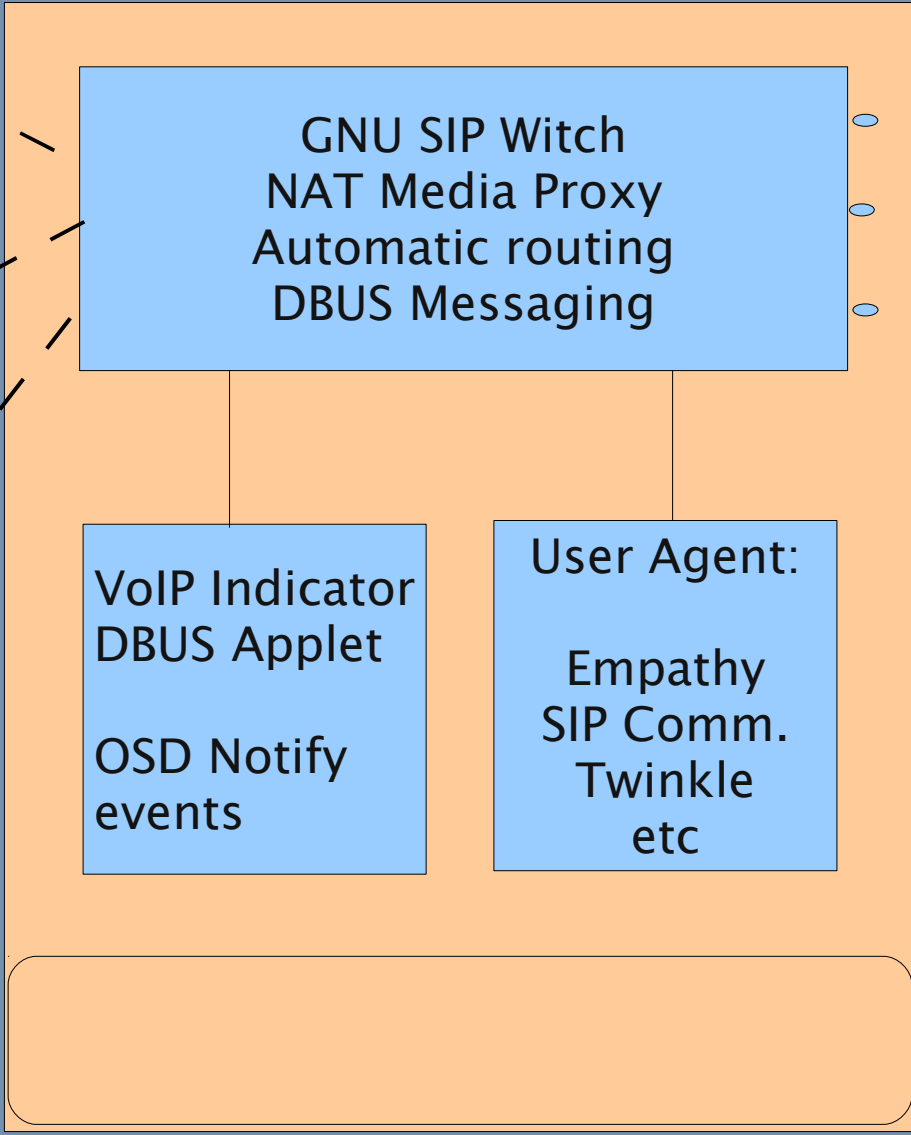 GNU SIP Witch
NAT Media Proxy
Automatic routing
DBUS Messaging
VoIP Indicator
DBUS Applet
OSD Notify
events
User Agent:
Empathy
SIP Comm.
Twinkle
etc